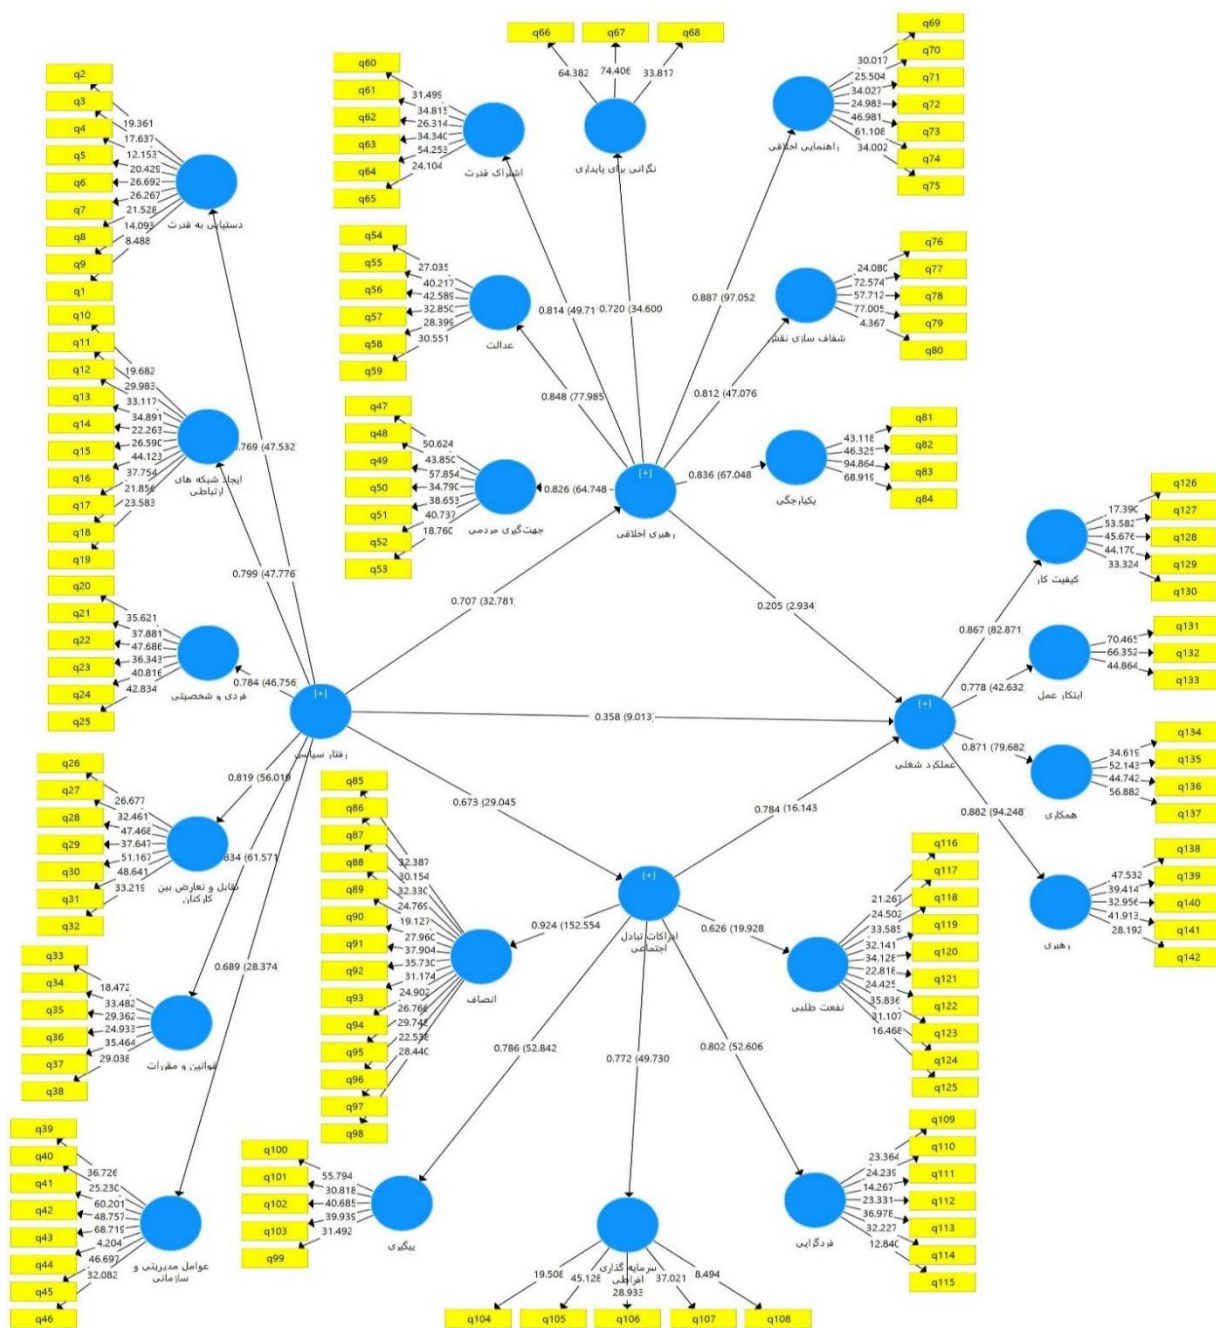 q2
q3
q4
q5
q6
q7
q8
q9
q1
19.361
17.637
12.153
20.429
26.692
26.267
21.528
14.093
8.488
دستیابی به قدرت
q10
q11
q12
q13
q14
q15
q16
q17
q18
q19
19.682
29.983
33.117
34.891
22.263
26.590
44.123
37.754
21.856
23.583
ایجاد شبکه های
ارتباطی
q20
q21
q22
q23
q24
q25
35.621
37.881
47.686
36.343
40.816
42.834
فردی و شخصیتی
q26
q27
q28
q29
q30
q31
q32
26.677
32.461
47.468
37.647
51.167
48.641
33.219
تقابل و تعارض بین
کارکنان
q33
q34
q35
q36
q37
q38
18.472
33.482
29.362
24.933
35.464
29.038
قوانین و مقررات
q39
q40
q41
q42
q43
q44
q45
q46
36.726
25.230
60.201
48.757
68.719
4.204
46.697
32.082
عوامل مدیریتی و
سازمانی
.769 (47.532
0.799 (47.776)
0.784 (46.756
[+]
رفتار سیاسی
0.819 (56.019
334 (61.571)
0.689 (28.374
q60
q61
q62
q63
q64
q65
31.499
34.815
26.314
34.340
54.253
24.104
اشتراک قدرت
q66
q67
q68
64.382
74.406
33.817
نگرانی برای پایداری
q69
q70
q71
q72
q73
q74
q75
30.017
25.504
34.027
24.983
46.981
61.108
34.002
راهنمایی اخلاقی
q54
q55
q56
q57
q58
q59
27.035
40.217
42.589
32.850
28.399
30.551
عدالت
q76
q77
q78
q79
q80
24.080
72.574
57.712
77.005
4.367
شفاف سازی نقش
q47
q48
q49
q50
q51
q52
q53
50.624
43.850
57.854
34.790
38.653
40.737
18.760
جهت‌گیری مردمی
q81
q82
q83
q84
43.118
46.325
94.864
68.919
یکپارچگی
0.814 (49.71
0.720 (34.600
0.887 (97.052
0.848 (77.985)
0.812 (47.076
0.826 (64.748
0.836 (67.048
[+]
رهبری اخلاقی
0.707 (32.781)
0.205 (2.934)
0.358 (9.013)
0.673 (29.045
0.784 (16.143
[+]
عملکرد شغلی
0.867 (82.871)
0.778 (42.632)
0.871 (79.682
0.882 (94.248)
q126
q127
q128
q129
q130
17.390
53.582
45.676
44.170
33.324
کیفیت کار
q131
q132
q133
70.465
66.352
44.864
ابتکار عمل
q134
q135
q136
q137
34.619
52.143
44.742
56.882
همکاری
q138
q139
q140
q141
q142
47.532
39.414
32.956
41.913
28.192
رهبری
[+]
ادراکات تبادل
اجتماعی
0.924 (152.554
0.626 (19.928
0.786 (52.842
0.772 (49.730
0.802 (52.606
q85
q86
q87
q88
q89
q90
q91
q92
q93
q94
q95
q96
q97
q98
32.387
30.154
32.330
24.769
19.127
27.960
37.904
35.730
31.174
24.902
26.766
29.742
22.538
28.440
انصاف
q116
q117
q118
q119
q120
q121
q122
q123
q124
q125
21.267
24.502
33.585
32.141
34.128
22.818
24.425
35.836
31.107
16.468
نفعت طلبی
q100
q101
q102
q103
q99
55.794
30.818
40.685
39.939
31.492
پیگیری
19.508
45.128
28.933
37.021
8.494
سرمایه گذاری
افراطی
q104
q105
q106
q107
q108
q109
q110
q111
q112
q113
q114
q115
23.364
24.239
14.267
23.331
36.978
32.227
12.840
فردگرایی